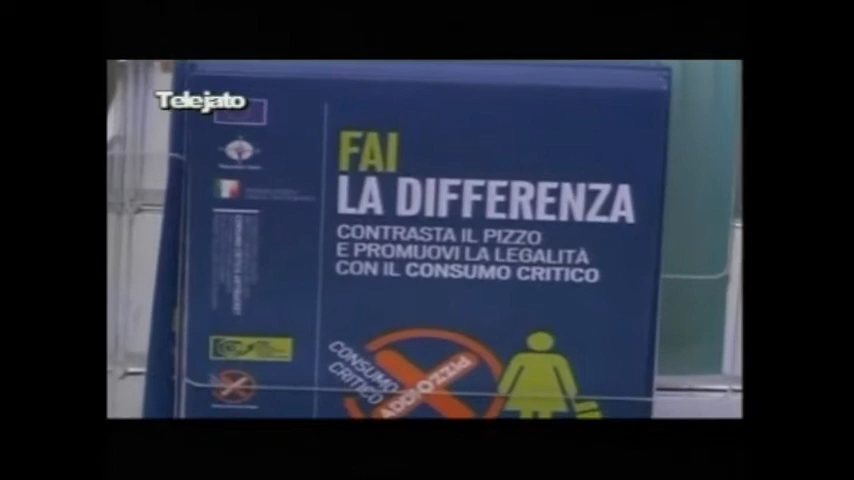 Telejato
FAI
LA DIFFERENZA
CONTRASTA IL PIZZO
E PROMUOVI LA LEGALITÀ
CON IL CONSUMO CRITICO
CONSUMO
CRITICO
ADDIOPIZZO